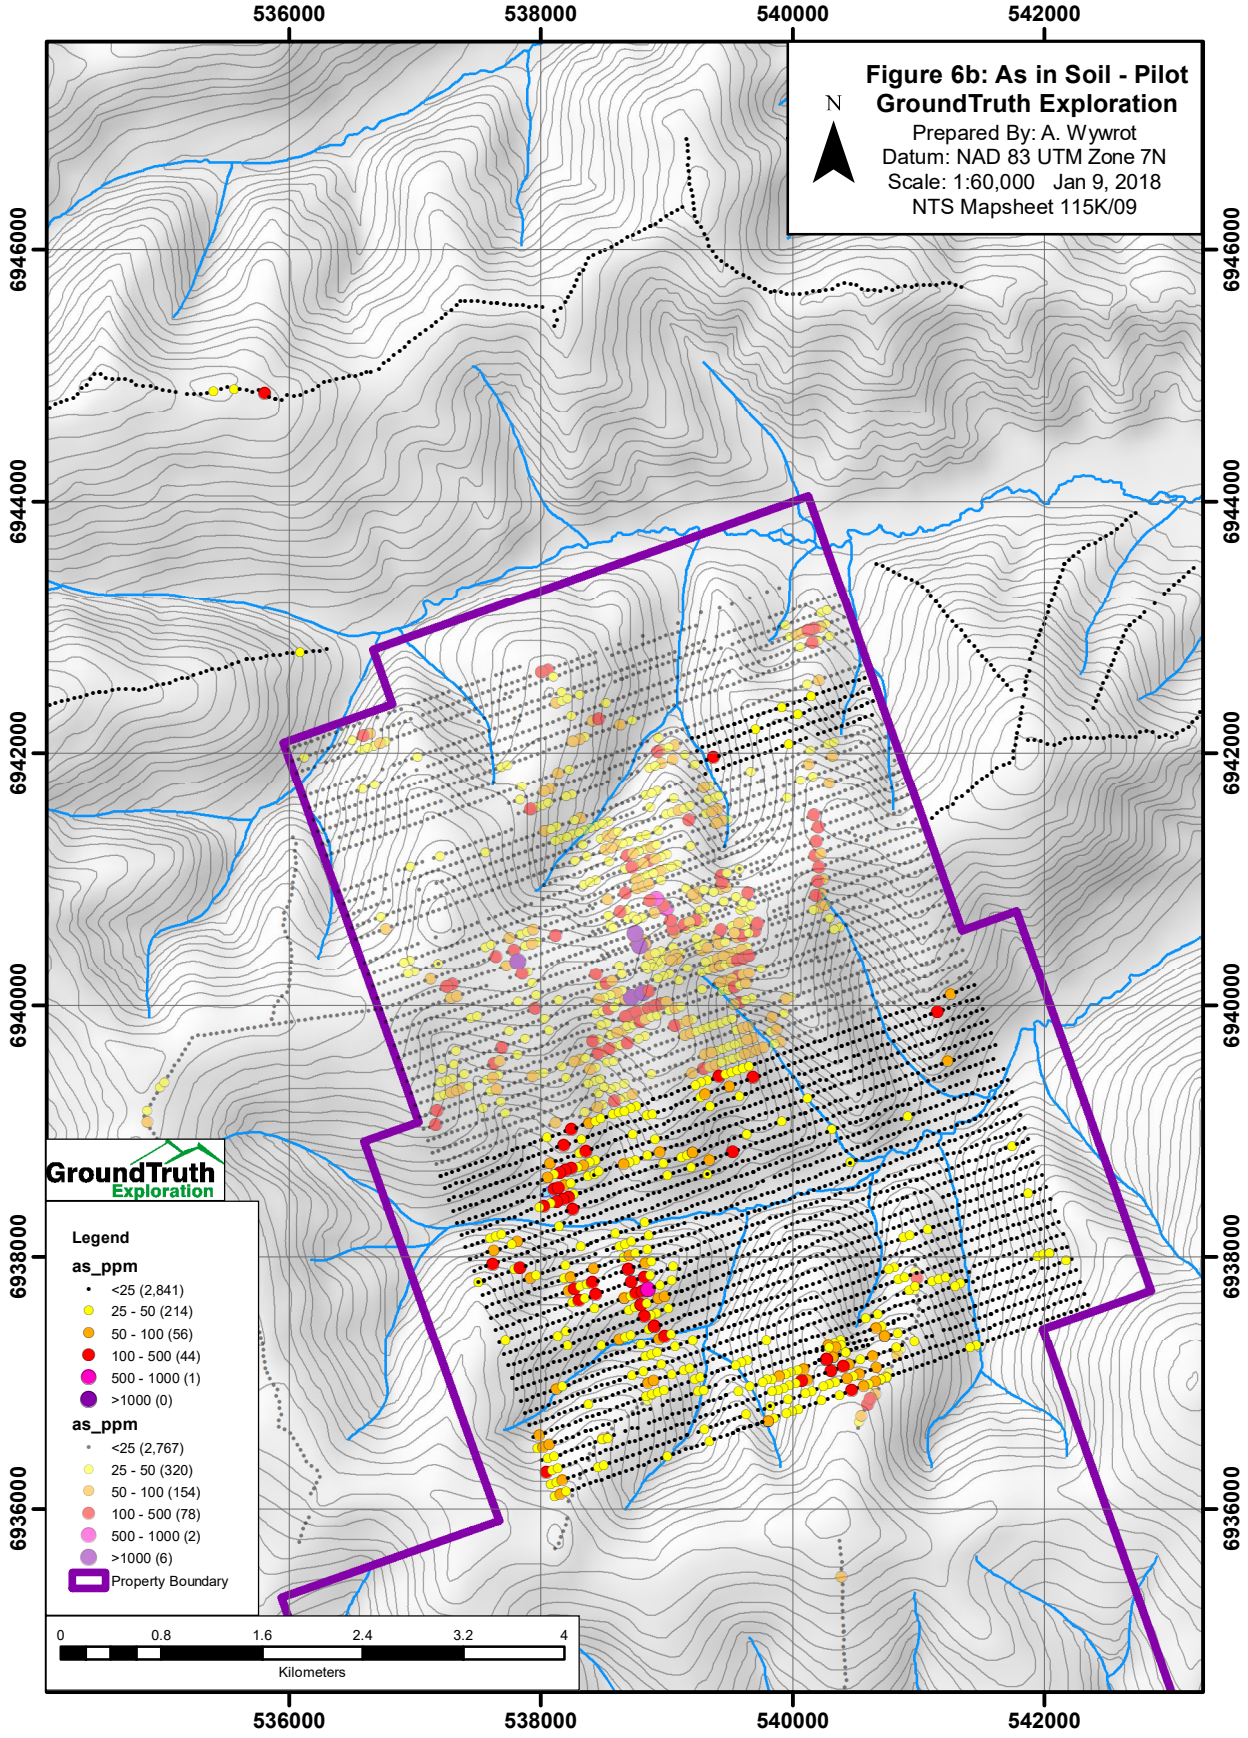 536000
538000
540000
542000
Figure 6b: As in Soil - Pilot
GroundTruth Exploration
Prepared By: A. Wywrot
Datum: NAD 83 UTM Zone 7N
Scale: 1:60,000 Jan 9, 2018
NTS Mapsheet 115K/09
N
6946000
6946000
6944000
6944000
6942000
6942000
6940000
6940000
6938000
6938000
6936000
6936000
GroundTruth
Exploration
Legend
as_ppm
<25 (2,841)
25 - 50 (214)
50 - 100 (56)
100 - 500 (44)
500 - 1000 (1)
>1000 (0)
as_ppm
<25 (2,767)
25 - 50 (320)
50 - 100 (154)
100 - 500 (78)
500 - 1000 (2)
>1000 (6)
Property Boundary
0 0.8 1.6 2.4 3.2 4
Kilometers
536000
538000
540000
542000